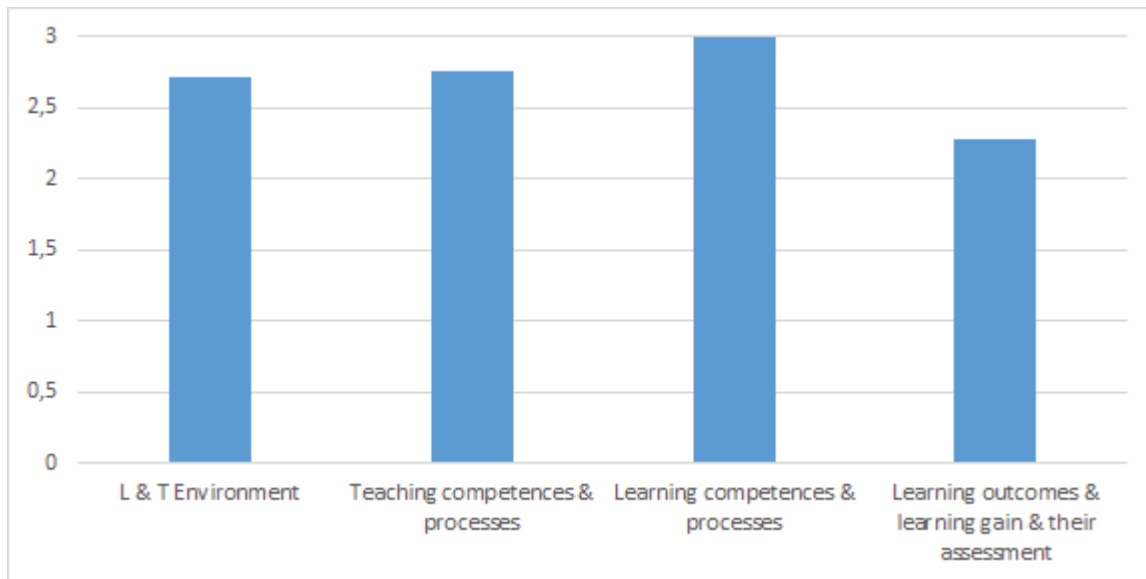 3
2,5
2
1,5
1
0,5
0
L & T Environment
Teaching competences &
processes
Learning competences &
processes
Learning outcomes &
learning gain & their
assessment